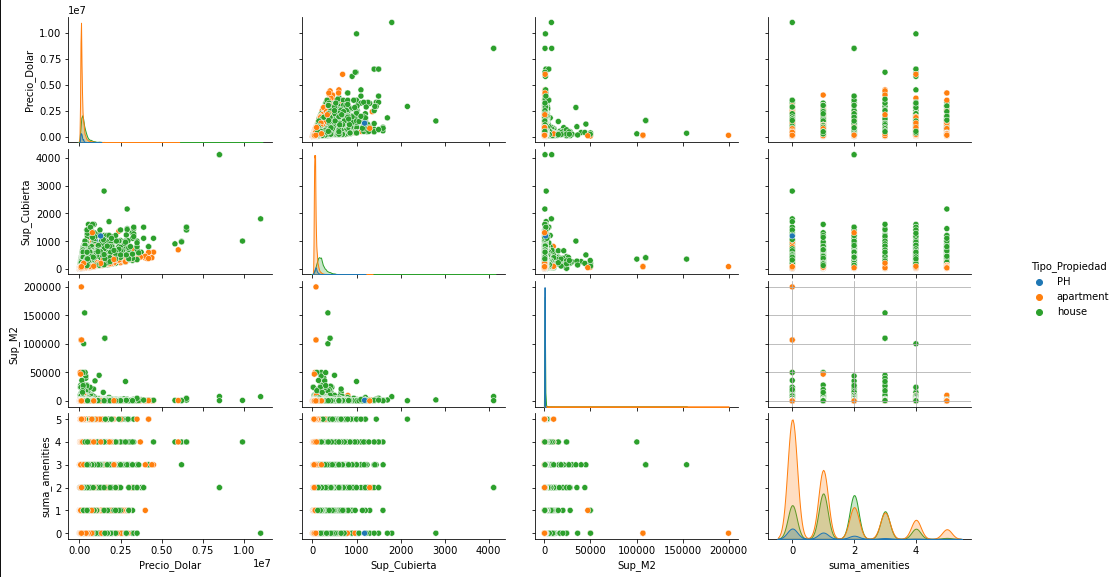 1e7
Precio_Dolar
1.00
0.75
0.50
0.25
0.00
Sup_Cubierta
4000
3000
2000
1000
0
Tipo_Propiedad
PH
apartment
house
Sup_M2
200000
150000
100000
50000
0
suma_amenities
5
4
3
2
1
0
0.00 0.25 0.50 0.75 1.00
1e7
0 1000 2000 3000 4000
0 50000 100000 150000 200000
0 2 4
Precio_Dolar Sup_Cubierta Sup_M2 suma_amenities